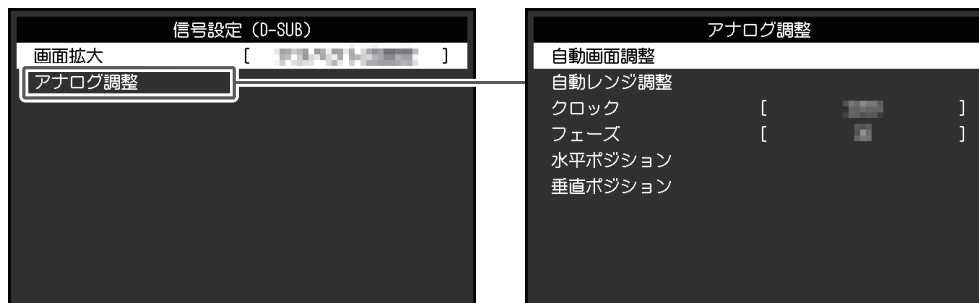 信号設定 (D-SUB)
画面拡大 [ ]
アナログ調整
アナログ調整
自動画面調整
自動レンジ調整
クロック [ ]
フェーズ [ ]
水平ポジション
垂直ポジション